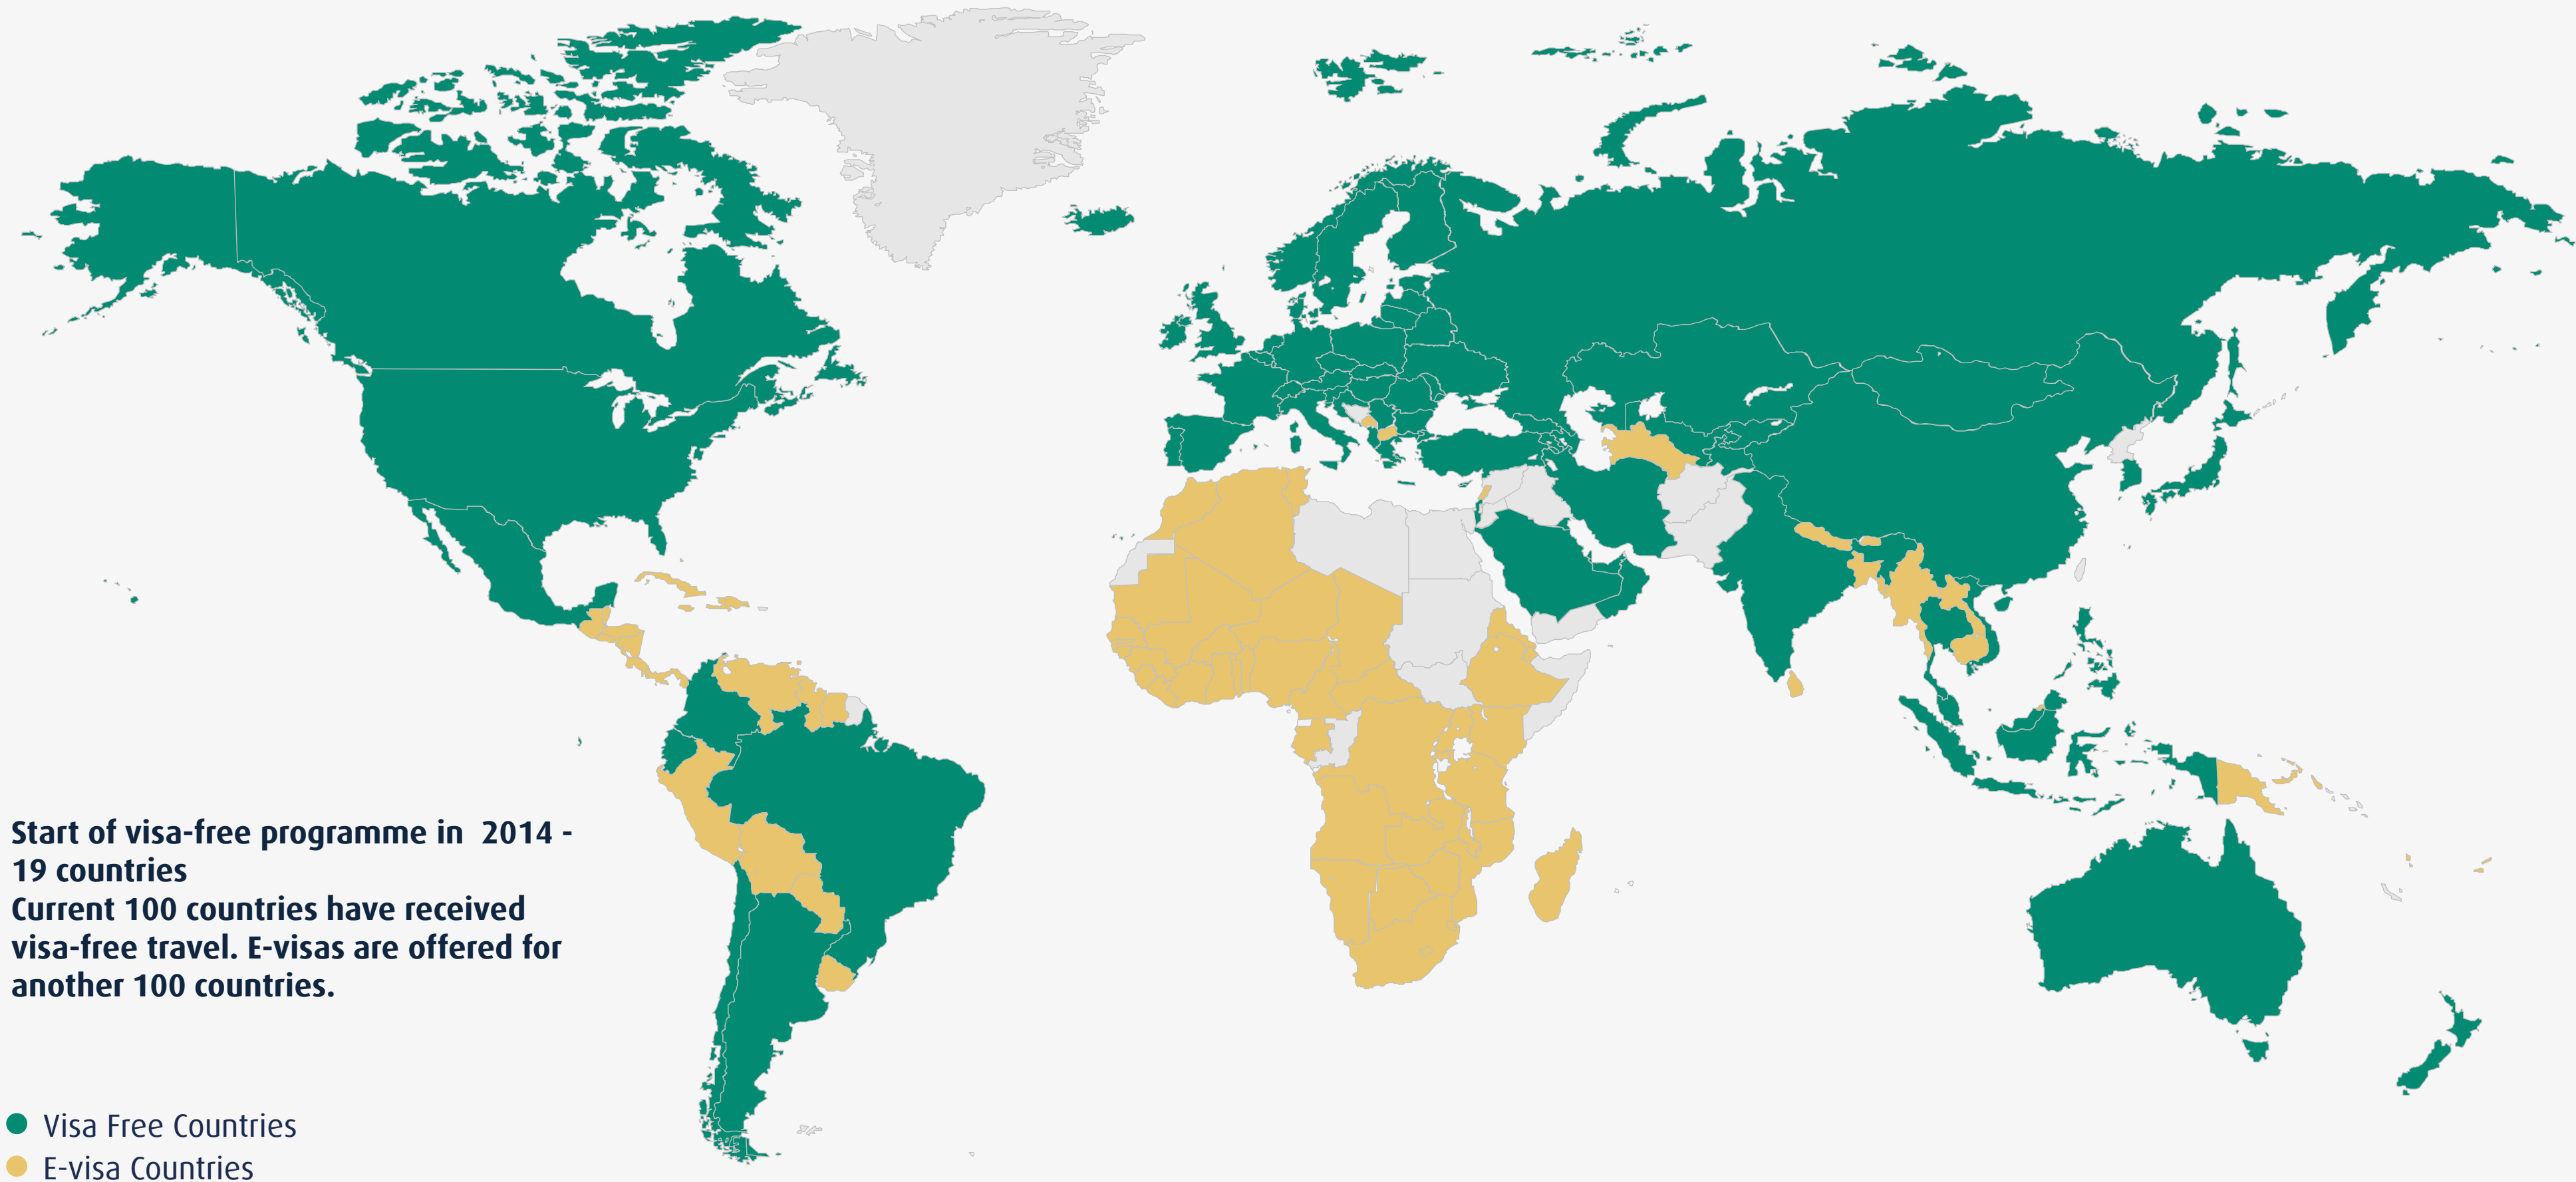 Start of visa-free programme in  2014 -
19 countries
Current 100 countries have received
visa-free travel. E-visas are offered for
another 100 countries.
Visa Free Countries
E-visa Countries